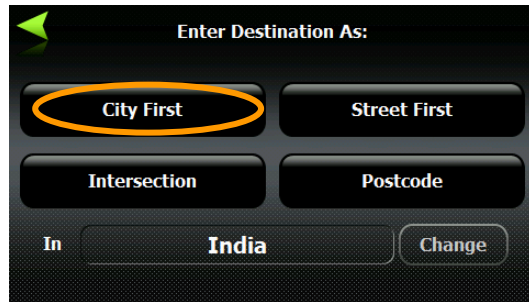 Enter Destination As:
City First Street First
Intersection Postcode
In India Change